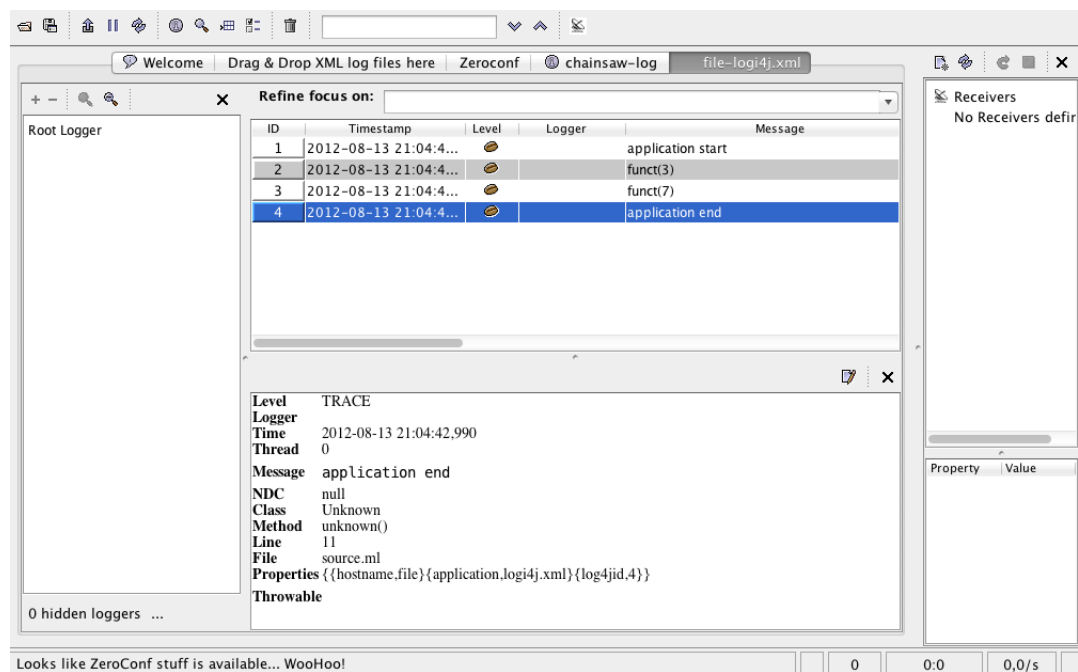 Welcome Drag & Drop XML log files here Zeroconf chainsaw-log file-logi4j.xml
Refine focus on:
Root Logger
ID Timestamp Level Logger Message
1 2012-08-13 21:04:4... application start
2 2012-08-13 21:04:4... funct(3)
3 2012-08-13 21:04:4... funct(7)
4 2012-08-13 21:04:4... application end
Level TRACE
Logger
Time 2012-08-13 21:04:42,990
Thread 0
Message application end
NDC null
Class Unknown
Method unknown()
Line 11
File source.ml
Properties {{hostname,file}{application,logi4j.xml}{log4jid,4}}
Throwable
0 hidden loggers ...
Receivers
No Receivers defir
Property Value
Looks like ZeroConf stuff is available... WooHoo! 0 0:0 0,0/s